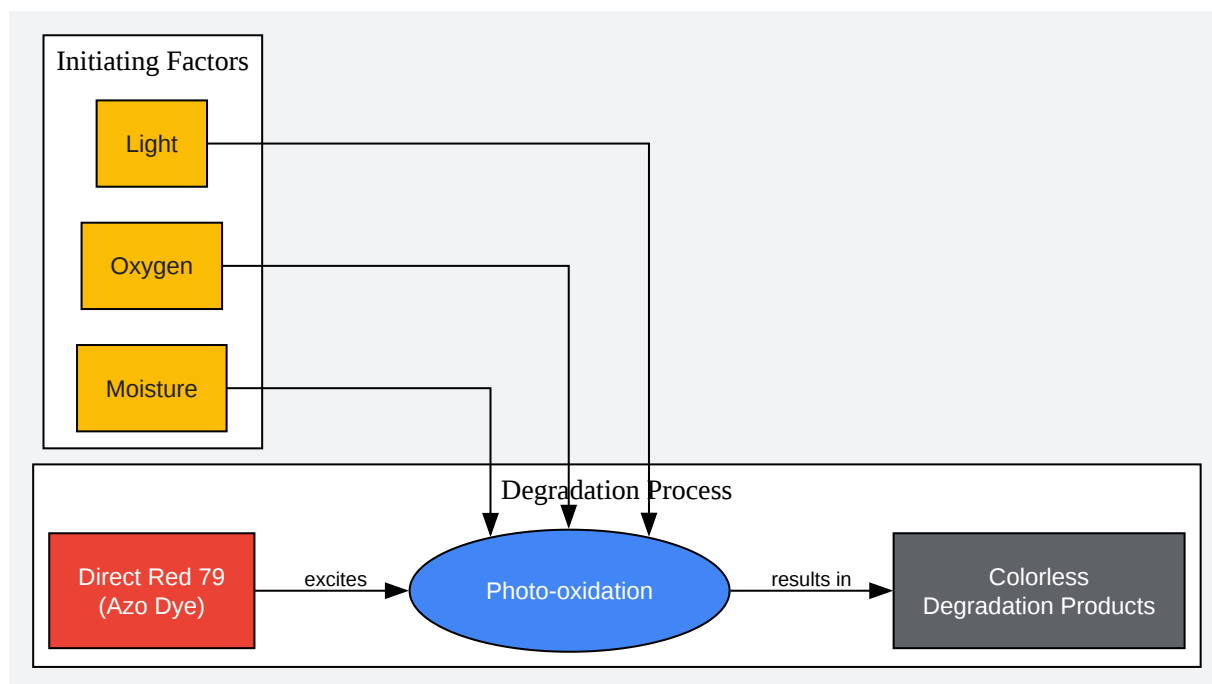 Initiating Factors
Light
Oxygen
Moisture
Degradation Process
Direct Red 79
(Azo Dye)
excites
Photo-oxidation
results in
Colorless
Degradation Products